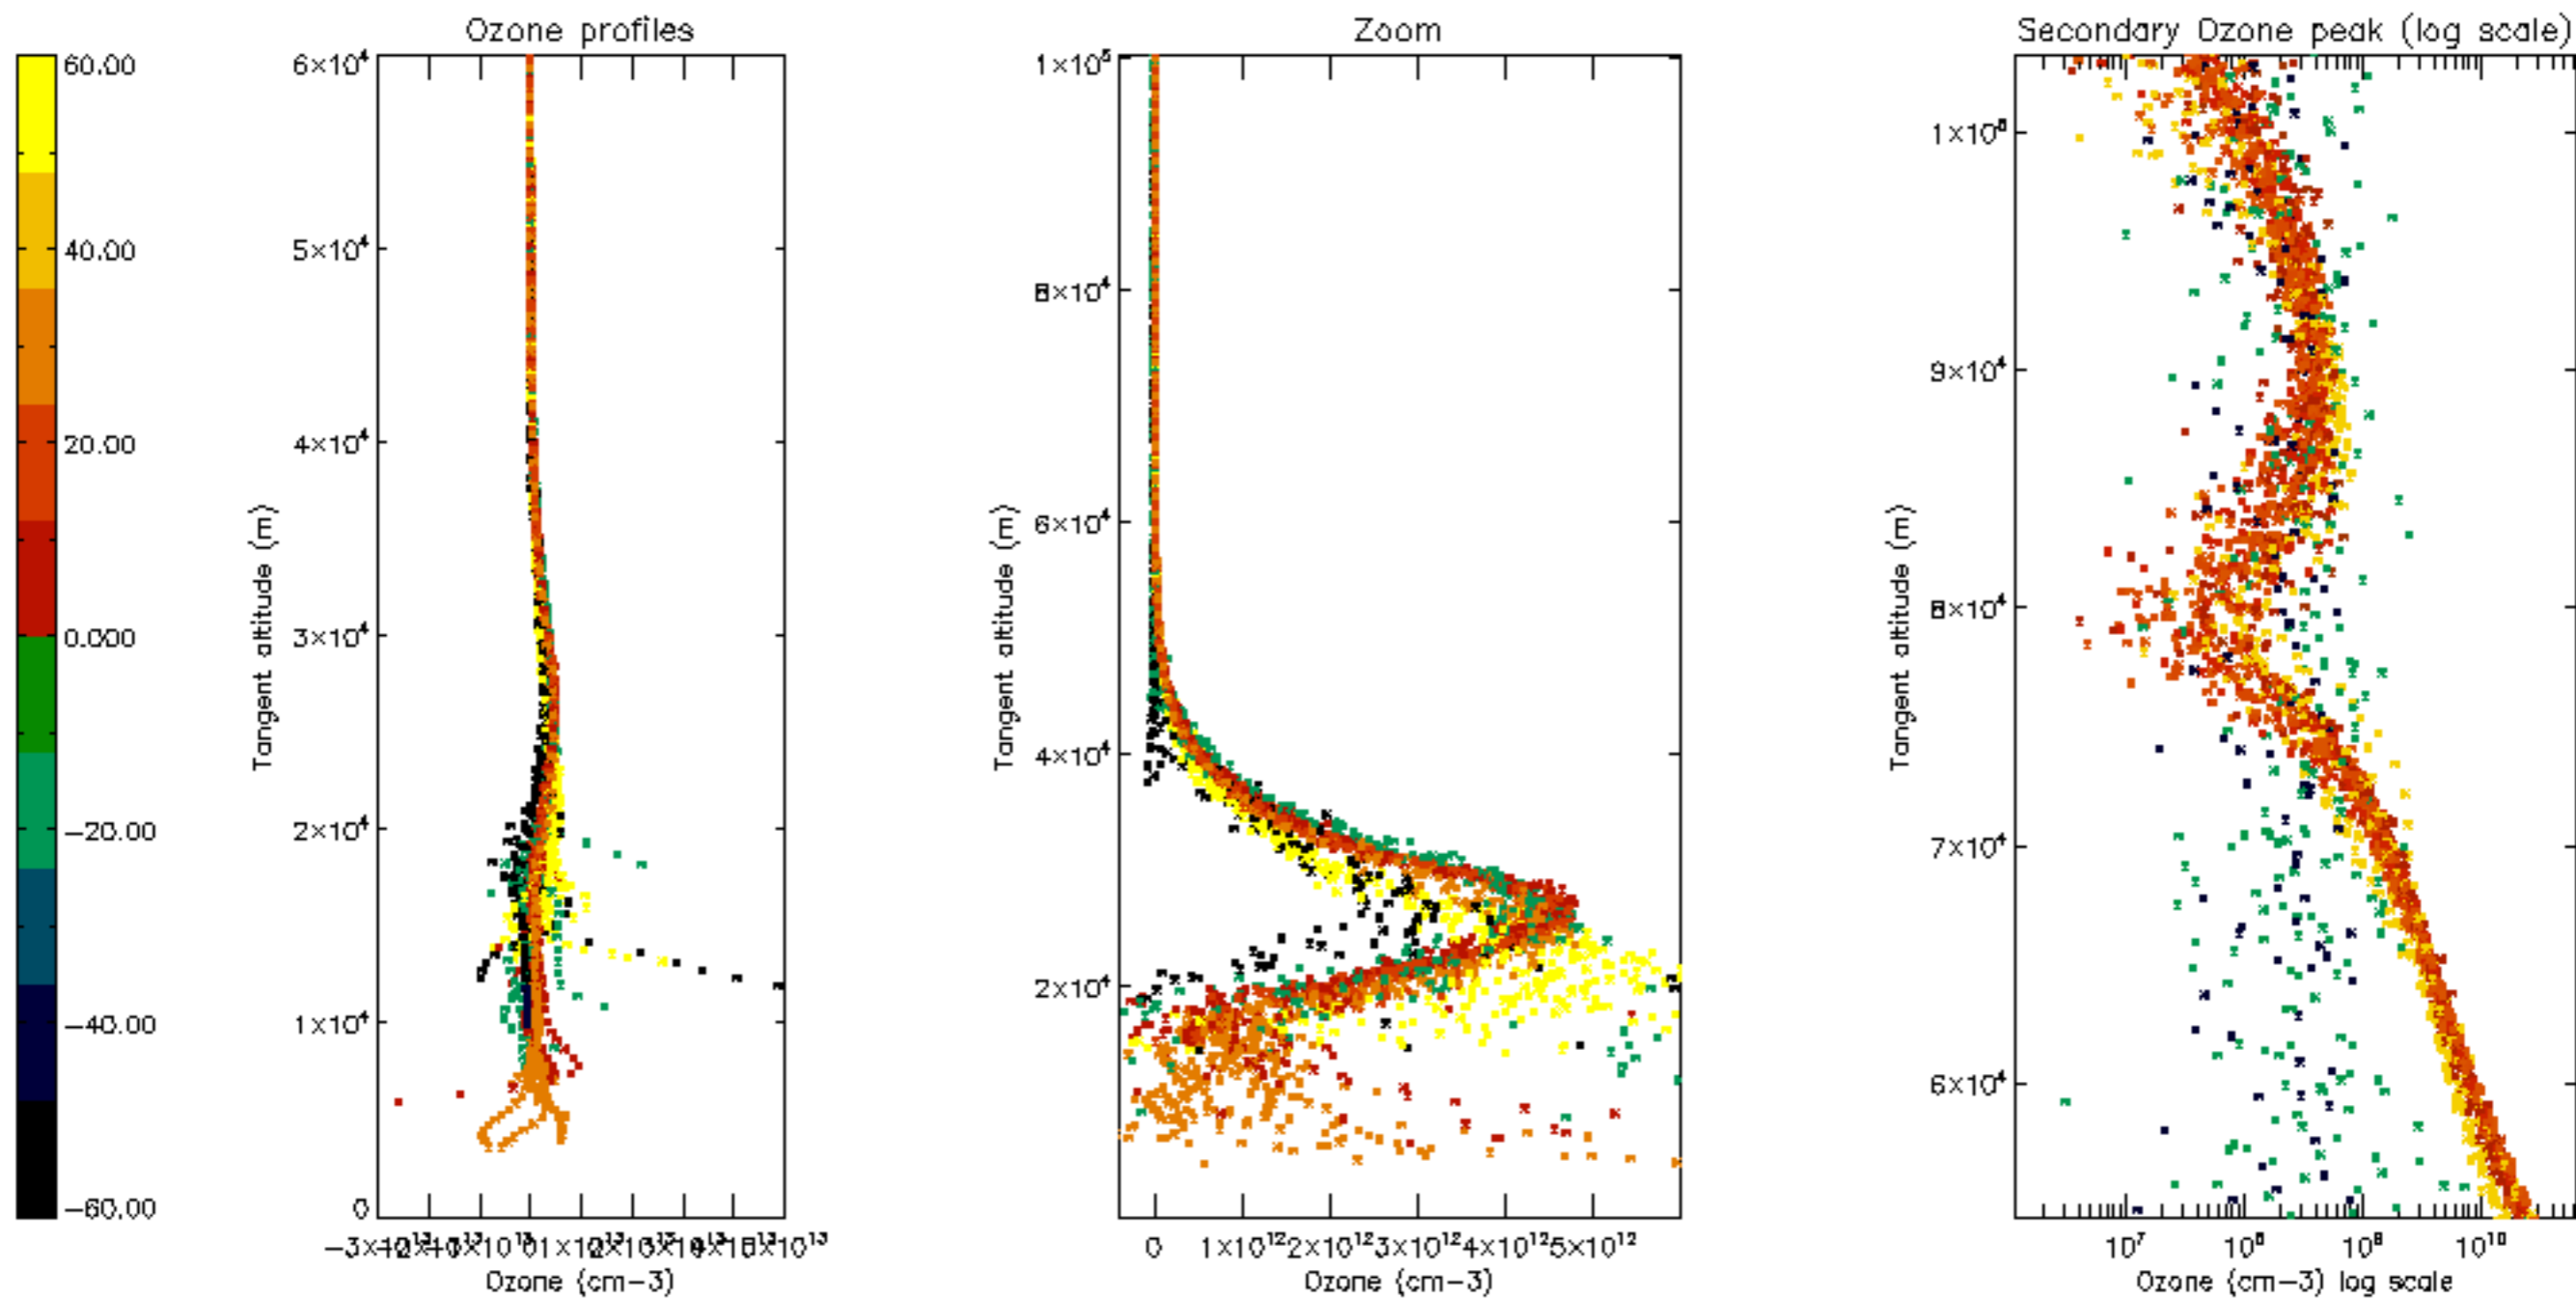 Ozone profiles
Zoom
Secondary Ozone peak (log scale)
60.00
40.00
20.00
0.000
−20.00
−40.00
−60.00
6×10⁴
5×10⁴
4×10⁴
3×10⁴
2×10⁴
1×10⁴
0
Tangent altitude (m)
Ozone (cm−3)
1×10⁵
8×10⁴
6×10⁴
4×10⁴
2×10⁴
Tangent altitude (m)
0 1×10¹² 2×10¹² 3×10¹² 4×10¹² 5×10¹²
Ozone (cm−3)
9×10⁴
8×10⁴
7×10⁴
6×10⁴
Tangent altitude (m)
10⁷ 10⁸ 10⁹ 10¹⁰
Ozone (cm−3) log scale